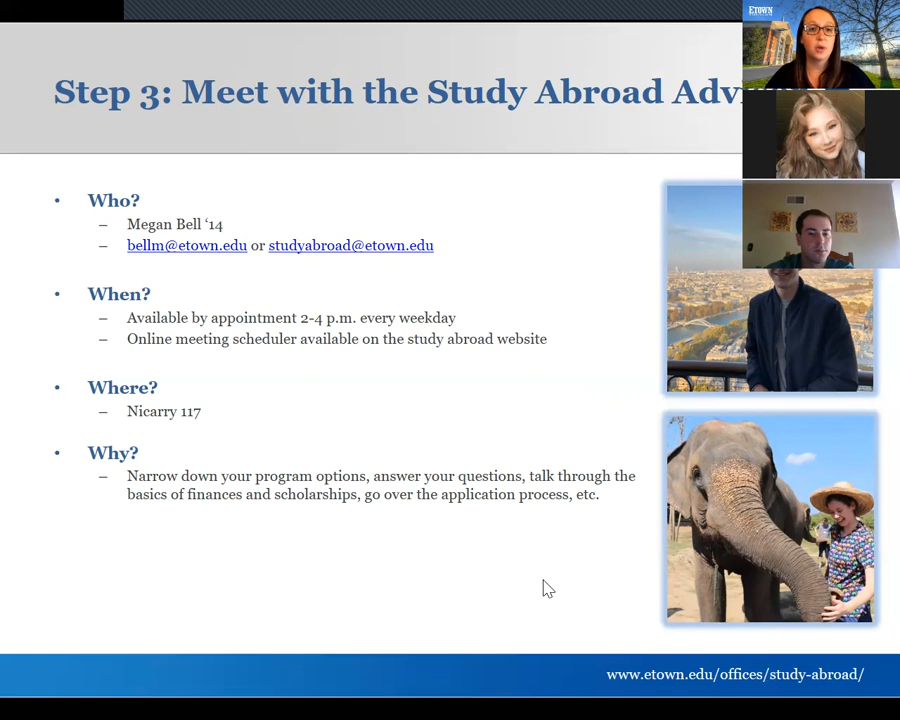 ETOWN
Step 3: Meet with the Study Abroad
• Who?
– Megan Bell ‘14
– bellm@etown.edu or studyabroad@etown.edu
• When?
– Available by appointment 2-4 p.m. every weekday
– Online meeting scheduler available on the study abroad website
• Where?
– Nicarry 117
• Why?
– Narrow down your program options, answer your questions, talk through the
basics of finances and scholarships, go over the application process, etc.
www.etown.edu/offices/study-abroad/